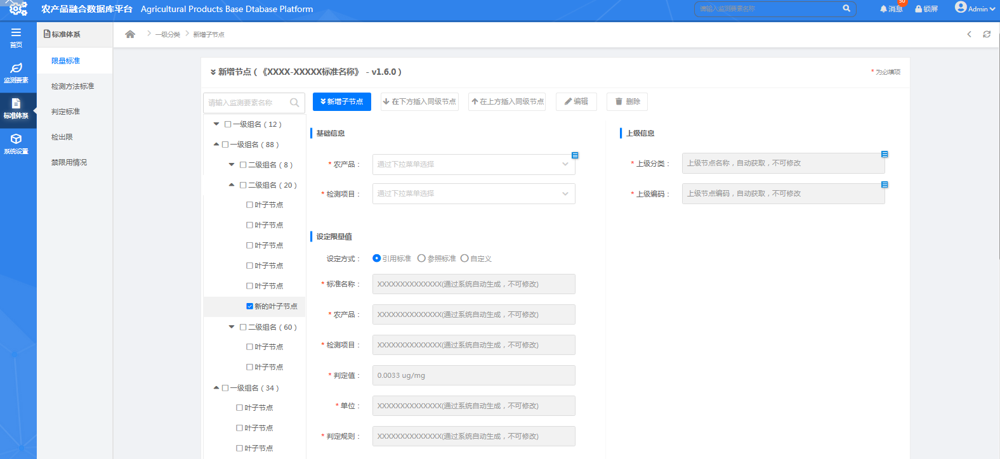 农产品融合数据库平台 Agricultural Products Base Dtabase Platform
请输入监测要素名称
50
消息
锁屏
Admin
首页
监测要素
标准体系
系统设置
标准体系
限量标准
检测方法标准
判定标准
检出限
禁限用情况
一级分类
新增子节点
新增节点（《XXXX-XXXXX标准名称》 - v1.6.0）
* 为必填项
请输入监测要素名称
新增子节点
在下方插入同级节点
在上方插入同级节点
编辑
删除
一级组名（12）
一级组名（88）
二级组名（8）
二级组名（20）
叶子节点
叶子节点
叶子节点
叶子节点
叶子节点
新的叶子节点
二级组名（60）
叶子节点
叶子节点
一级组名（34）
叶子节点
叶子节点
叶子节点
基础信息
* 农产品： 通过下拉菜单选择
* 检测项目： 通过下拉菜单选择
设定限量值
设定方式： 引用标准 参照标准 自定义
* 标准名称： XXXXXXXXXXXXXX(通过系统自动生成，不可修改)
* 农产品： XXXXXXXXXXXXXX(通过系统自动生成，不可修改)
* 检测项目： XXXXXXXXXXXXXX(通过系统自动生成，不可修改)
* 判定值： 0.0033 ug/mg
* 单位： XXXXXXXXXXXXXX(通过系统自动生成，不可修改)
* 判定规则： XXXXXXXXXXXXXX(通过系统自动生成，不可修改)
上级信息
* 上级分类： 上级节点名称，自动获取，不可修改
* 上级编码： 上级节点编码，自动获取，不可修改